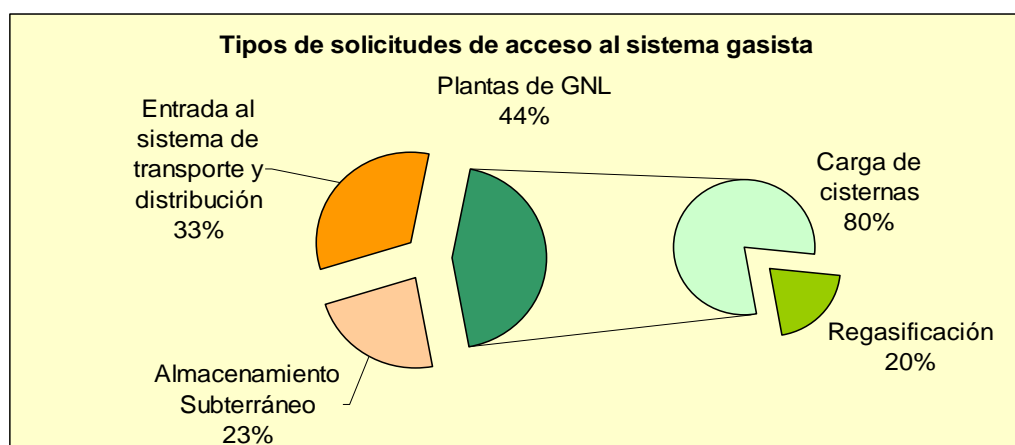 Tipos de solicitudes de acceso al sistema gasista
Plantas de GNL
44%
Entrada al
sistema de
transporte y
distribución
33%
Carga de
cisternas
80%
Regasificación
20%
Almacenamiento
Subterráneo
23%